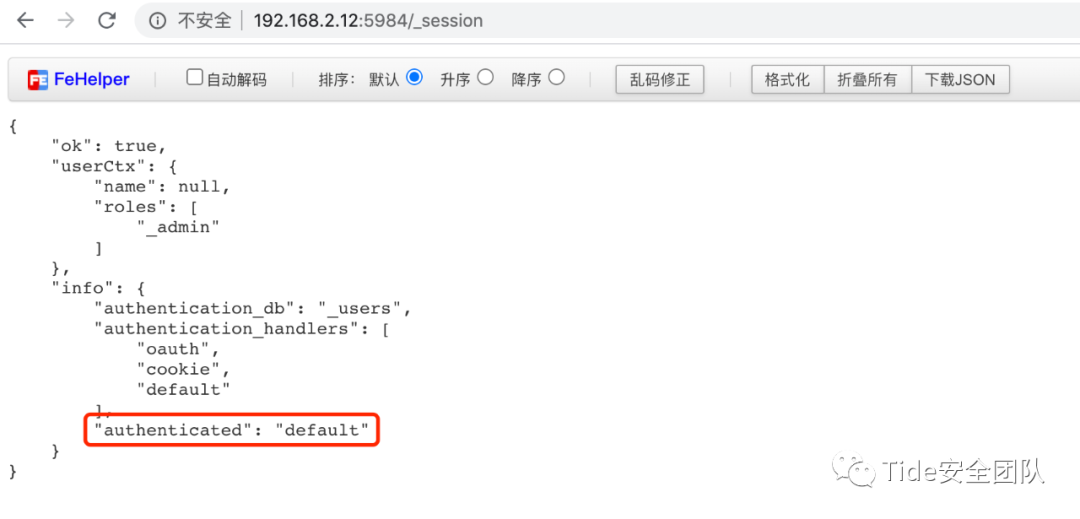 不安全 192.168.2.12:5984/_session
FeHelper 自动解码 排序: 默认 升序 降序 乱码修正 格式化 折叠所有 下载JSON
{
"ok": true,
"userCtx": {
"name": null,
"roles": [
"_admin"
]
},
"info": {
"authentication_db": "_users",
"authentication_handlers": [
"oauth",
"cookie",
"default"
],
"authenticated": "default"
}
}
Tide安全团队